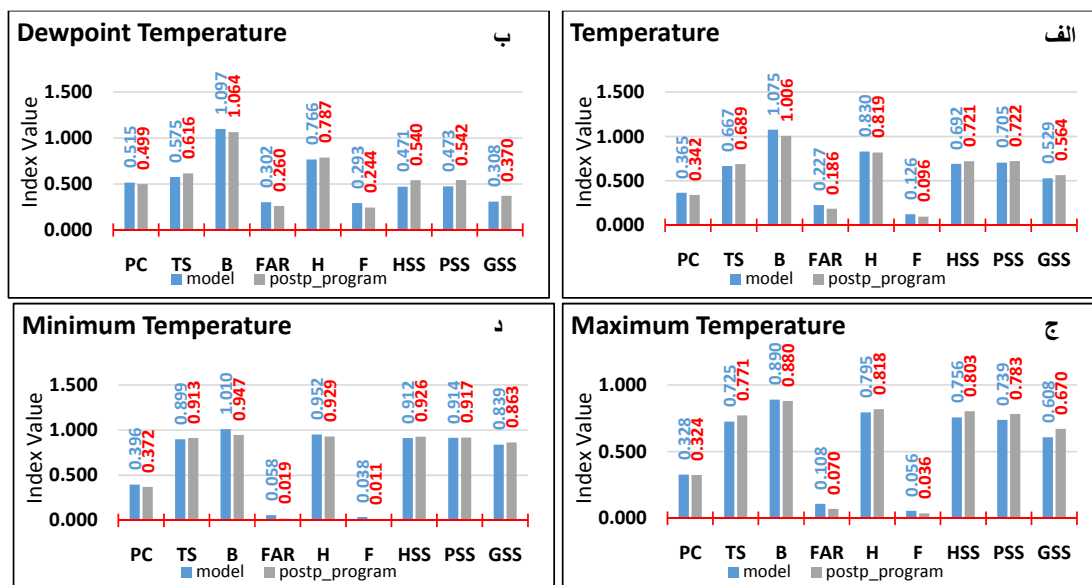 Dewpoint Temperature ب
Index Value
1.500
1.000
0.500
0.000
0.515 0.499 0.575 0.616 1.097 1.064 0.302 0.260 0.766 0.787 0.293 0.244 0.471 0.540 0.473 0.542 0.308 0.370
PC TS B FAR H F HSS PSS GSS
model postp_program
Temperature الف
Index Value
1.500
1.000
0.500
0.000
0.365 0.342 0.667 0.689 1.075 1.006 0.227 0.186 0.830 0.819 0.126 0.096 0.692 0.721 0.705 0.722 0.529 0.564
PC TS B FAR H F HSS PSS GSS
model postp_program
Minimum Temperature د
Index Value
1.500
1.000
0.500
0.000
0.396 0.372 0.899 0.913 1.010 0.947 0.058 0.019 0.952 0.929 0.038 0.011 0.912 0.926 0.914 0.917 0.839 0.863
PC TS B FAR H F HSS PSS GSS
model postp_program
Maximum Temperature ج
Index Value
1.000
0.500
0.000
0.328 0.324 0.725 0.771 0.890 0.880 0.108 0.070 0.795 0.818 0.056 0.036 0.756 0.803 0.739 0.783 0.608 0.670
PC TS B FAR H F HSS PSS GSS
model postp_program